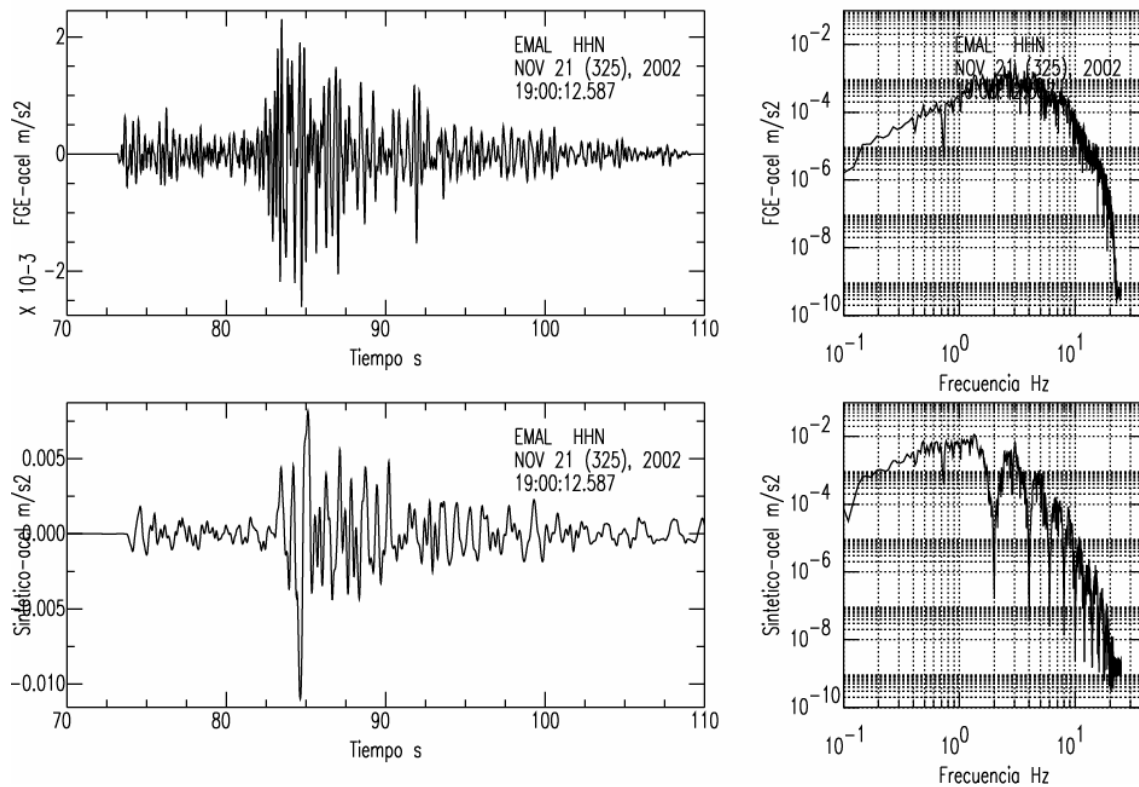 FGE-acel m/s2
X 10-3
2
0
-2
EMAL HHN
NOV 21 (325), 2002
19:00:12.587
70 80 90 100 110
Tiempo s
FGE-acel m/s2
10-2
10-4
10-6
10-8
10-10
EMAL HHN
NOV 21 (325), 2002
10-1 100 101
Frecuencia Hz
Sintetico-acel m/s2
0.005
0.000
-0.005
-0.010
EMAL HHN
NOV 21 (325), 2002
19:00:12.587
70 80 90 100 110
Tiempo s
Sintetico-acel m/s2
10-2
10-4
10-6
10-8
10-10
10-1 100 101
Frecuencia Hz